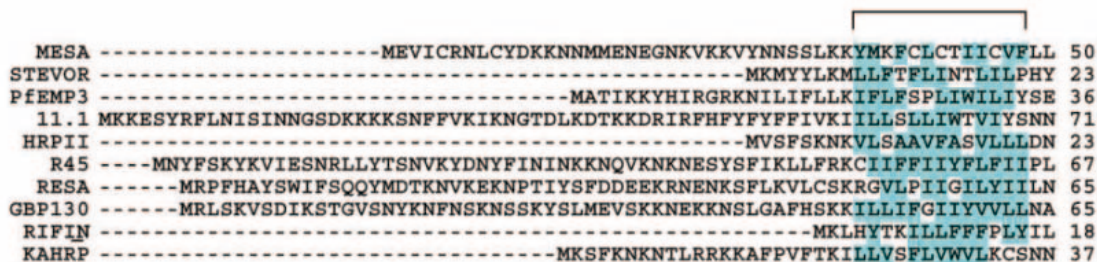 MESA ---------------------MEVICRNLCYDKKNNMMENEGNKVKKVYNNSSLKKYMKFCLCTIICVFLL 50
STEVOR ------------------------------------------------MKMYYLKMLLFTFLINTLILPHY 23
PfEMP3 -----------------------------------MATIKKYHIRGRKNILIFLLKIFLFSPLIWILIYSE 36
11.1 MKKESYRFLNISINNGSDKKKKSNFFVKIKNGTDLKDTKKDRIRFHFYFYFFIVKIILLSLLIWTVIYSNN 71
HRPII ------------------------------------------------MVSFSKNKVLSAAVFASVLLLDN 23
R45 ----MNYFSKYKVIESNRLLYTSNVKYDNYFININKKNQVKNKNESYSFIKLLFRKCIIFFIIYFLFIIPL 67
RESA ------MRPFHAYSWIFSQQYMDTKNVKEKNPTIYSFDDEEKRNENKSFLKVLCSKRGVLPIIGILYIILN 65
GBP130 ------MRLSKVSDIKSTGVSNYKNFNSKNSSKYSLMEVSKKNEKKNSLGAFHSKKILLIFGIIYVVLLNA 65
RIFIN -----------------------------------------------------MKLHYTKILLFFFPLYIL 18
KAHRP ----------------------------------MKSFKNKNTLRRKKAFPVFTKILLVSFLVWVLKCSNN 37